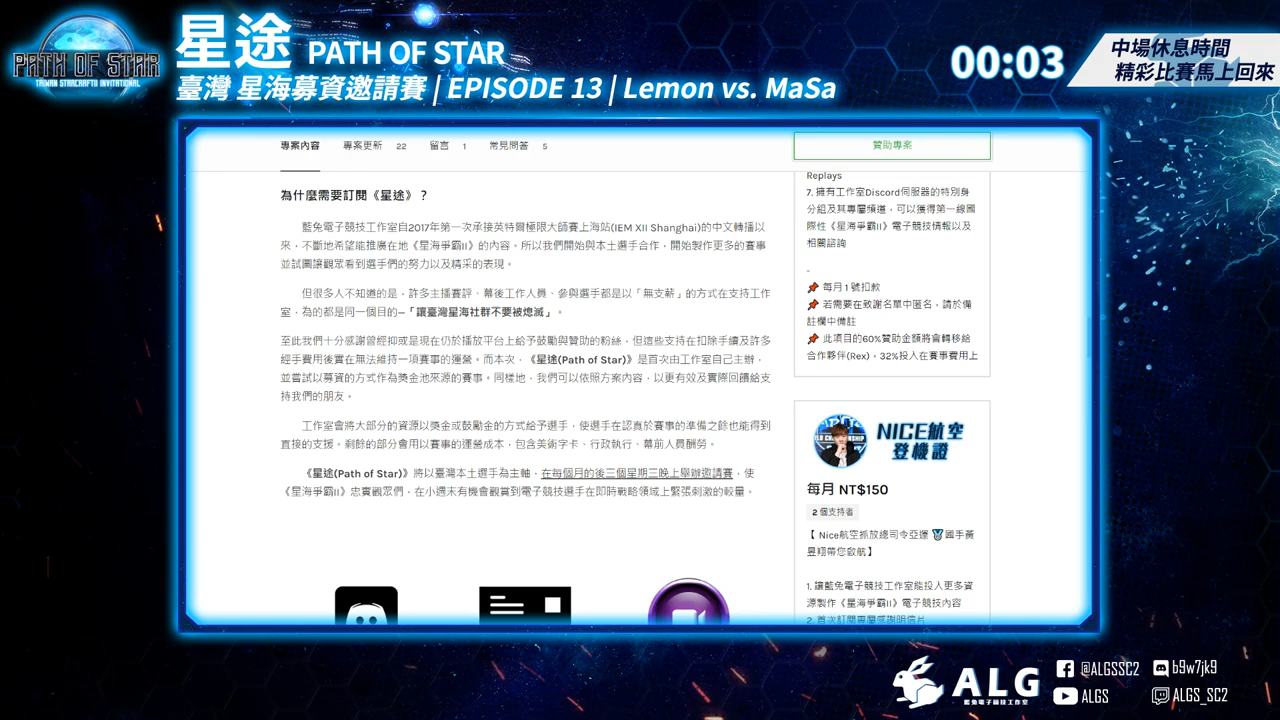 PATH OF STAR
TAIWAN STARCRAFT II INVITATIONAL
星途 PATH OF STAR
臺灣 星海募資邀請賽 | EPISODE 13 | Lemon vs. MaSa
00:03
中場休息時間
精彩比賽馬上回來
專案內容 專案更新 22 留言 1 常見問答 5
贊助專案
為什麼需要訂閱《星途》？
藍兔電子競技工作室自2017年第一次承接英特爾極限大師賽上海站(IEM XII Shanghai)的中文轉播以
來，不斷地希望能推廣在地《星海爭霸II》的內容。所以我們開始與本土選手合作，開始製作更多的賽事
並試圖讓觀眾看到選手們的努力以及精采的表現。
但很多人不知道的是，許多主播賽評、幕後工作人員、參與選手都是以「無支薪」的方式在支持工作
室，為的都是同一個目的—「讓臺灣星海社群不要被熄滅」。
至此我們十分感謝曾經抑或是現在仍於播放平台上給予鼓勵與贊助的粉絲，但這些支持在扣除手續及許多
經手費用後實在無法維持一項賽事的運營。而本次，《星途(Path of Star)》是首次由工作室自己主辦，
並嘗試以募資的方式作為獎金池來源的賽事。同樣地，我們可以依照方案內容，以更有效及實際回饋給支
持我們的朋友。
工作室會將大部分的資源以獎金或鼓勵金的方式給予選手，使選手在認真於賽事的準備之餘也能得到
直接的支援。剩餘的部分會用以賽事的運營成本，包含美術字卡、行政執行、幕前人員酬勞。
《星途(Path of Star)》將以臺灣本土選手為主軸，在每個月的後三個星期三晚上舉辦邀請賽，使
《星海爭霸II》忠實觀眾們，在小週末有機會觀賞到電子競技選手在即時戰略領域上緊張刺激的較量。
Replays
7. 擁有工作室Discord伺服器的特別身
分組及其專屬頻道，可以獲得第一線國
際性《星海爭霸II》電子競技情報以及
相關諮詢
-
📌 每月 1 號扣款
📌 若需要在致謝名單中匿名，請於備
註欄中備註
📌 此項目的60%贊助金額將會轉移給
合作夥伴(Rex)，32%投入在賽事費用上
NICE航空
登機證
每月 NT$150
2 個支持者
【 Nice航空抓放總司令亞運 🏅國手黃
昱翔帶您啟航】
1. 讓藍兔電子競技工作室能投入更多資
源製作《星海爭霸II》電子競技內容
2. 首次訂閱專屬感謝明信片
ALG
藍兔電子競技工作室
@ALGSSC2
b9w7jk9
ALGS
ALGS_SC2